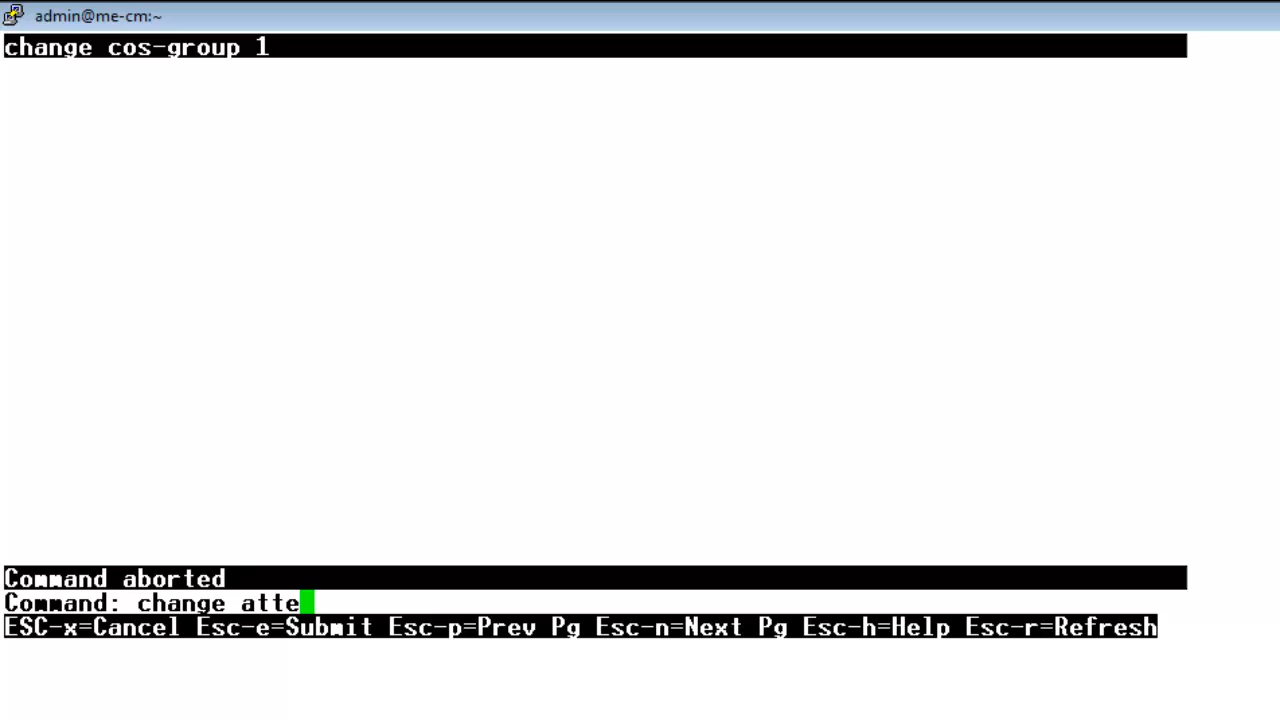 admin@me-cm:~
change cos-group 1
Command aborted
Command: change atte
ESC-x=Cancel Esc-e=Submit Esc-p=Prev Pg Esc-n=Next Pg Esc-h=Help Esc-r=Refresh